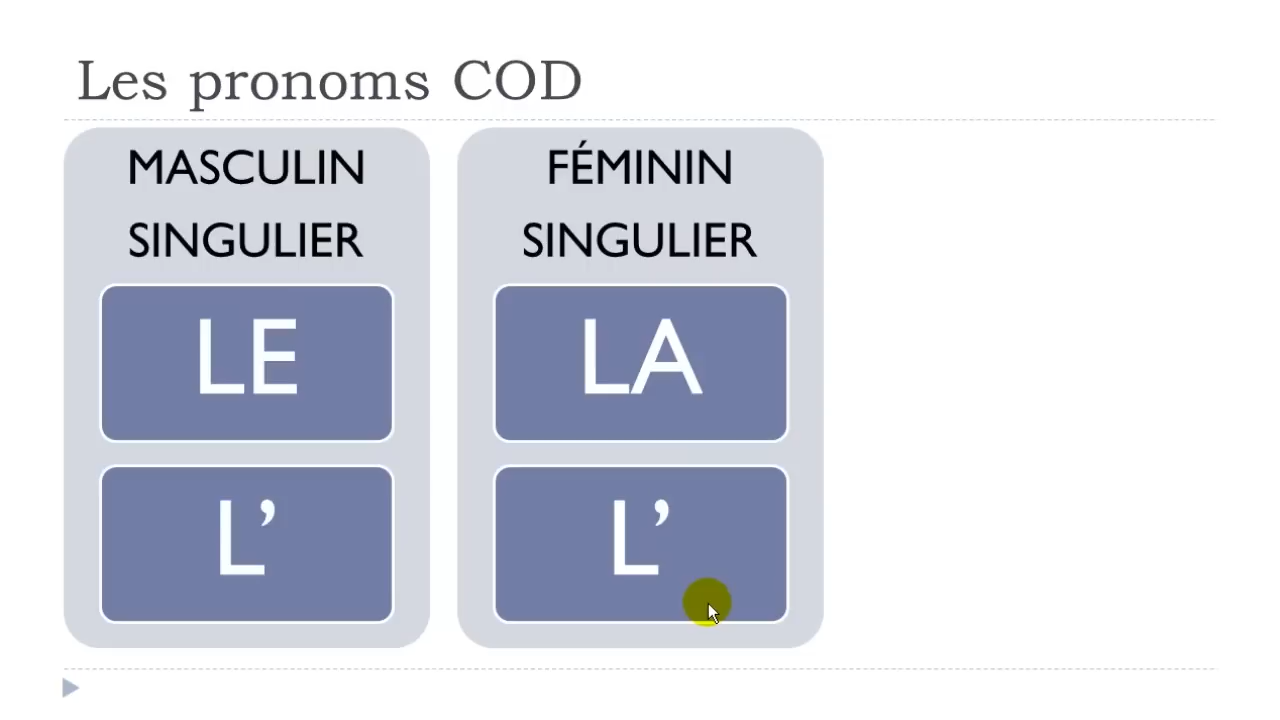 Les pronoms COD
MASCULIN
SINGULIER
LE
L’
FÉMININ
SINGULIER
LA
L’